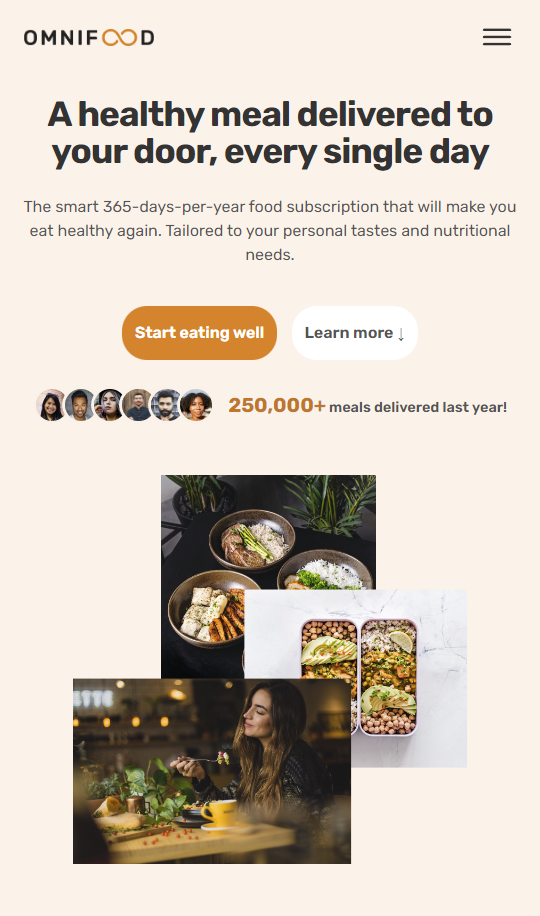 OMNIFOOD
A healthy meal delivered to
your door, every single day
The smart 365-days-per-year food subscription that will make you
eat healthy again. Tailored to your personal tastes and nutritional
needs.
Start eating well
Learn more ↓
250,000+ meals delivered last year!